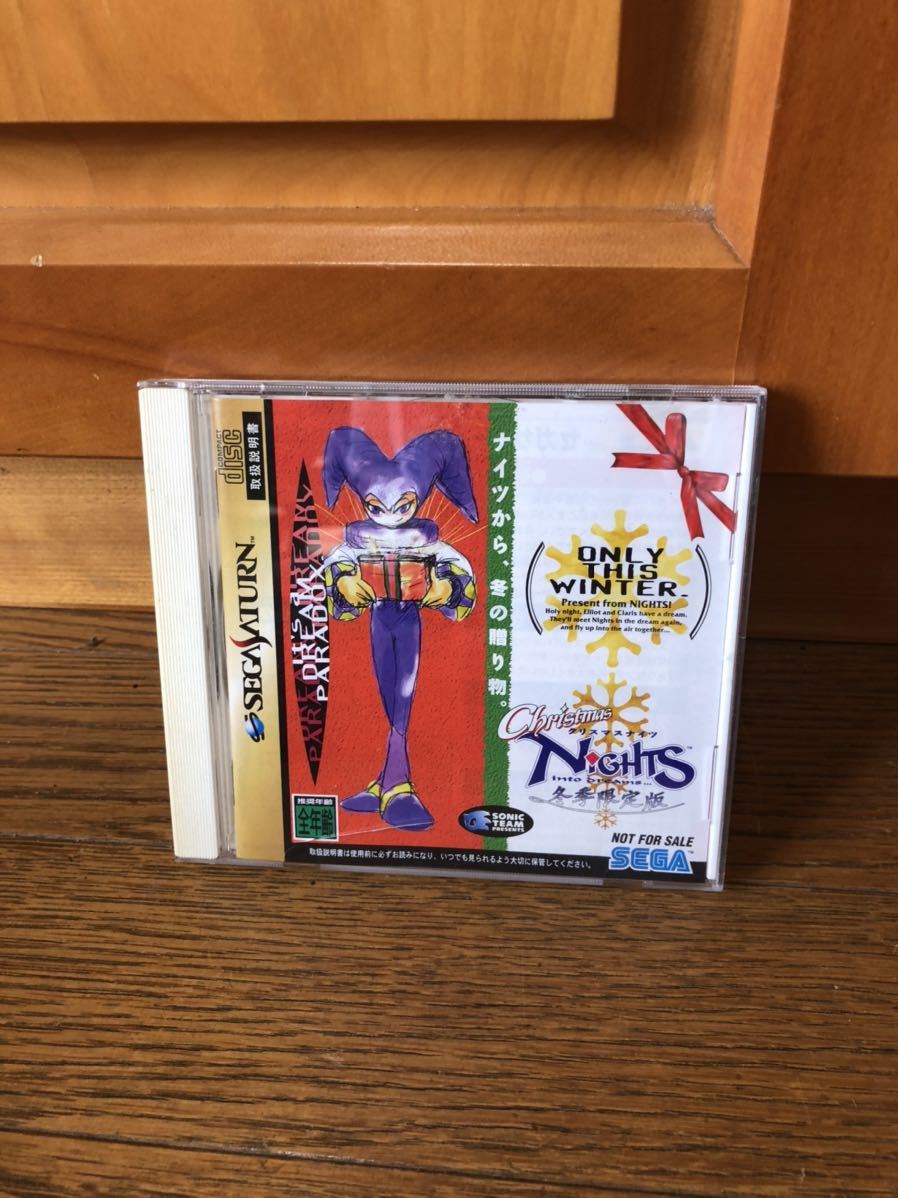 COMPACT
disc
取扱説明書
SEGA SATURN™
It's a
DREAMY
PARADOX.
ナイツから、冬の贈り物。
ONLY
THIS
WINTER.
Present from NiGHTS!
Holy night, Elliot and Claris have a dream.
They'll meet Nights in the dream again,
and fly up into the air together...
Christmas
クリスマスナイツ
NiGHTS™
into Dreams...
冬季限定版
推奨年齢
全年齢
SONIC
TEAM
PRESENTS
NOT FOR SALE
SEGA™
取扱説明書は使用前に必ずお読みになり、いつでも見られるよう大切に保管してください。